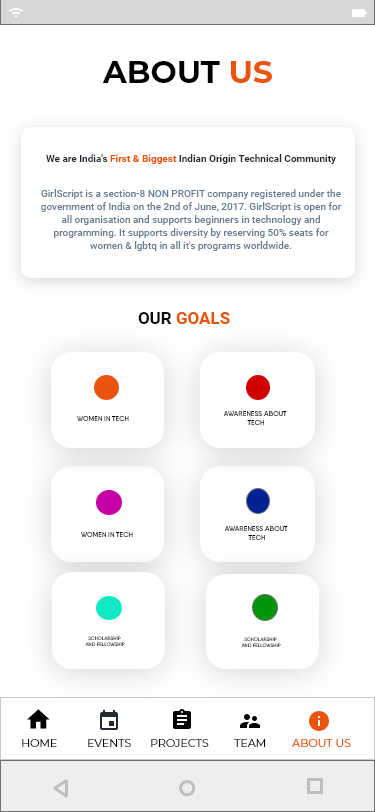 ABOUT US
We are India's First & Biggest Indian Origin Technical Community
GirlScript is a section-8 NON PROFIT company registered under the
government of India on the 2nd of June, 2017. GirlScript is open for
all organisation and supports beginners in technology and
programming. It supports diversity by reserving 50% seats for
women & lgbtq in all it's programs worldwide.
OUR GOALS
WOMEN IN TECH
AWARENESS ABOUT
TECH
WOMEN IN TECH
AWARENESS ABOUT
TECH
SCHOLARSHIP
AND FELLOWSHIP
SCHOLARSHIP
AND FELLOWSHIP
HOME EVENTS PROJECTS TEAM ABOUT US